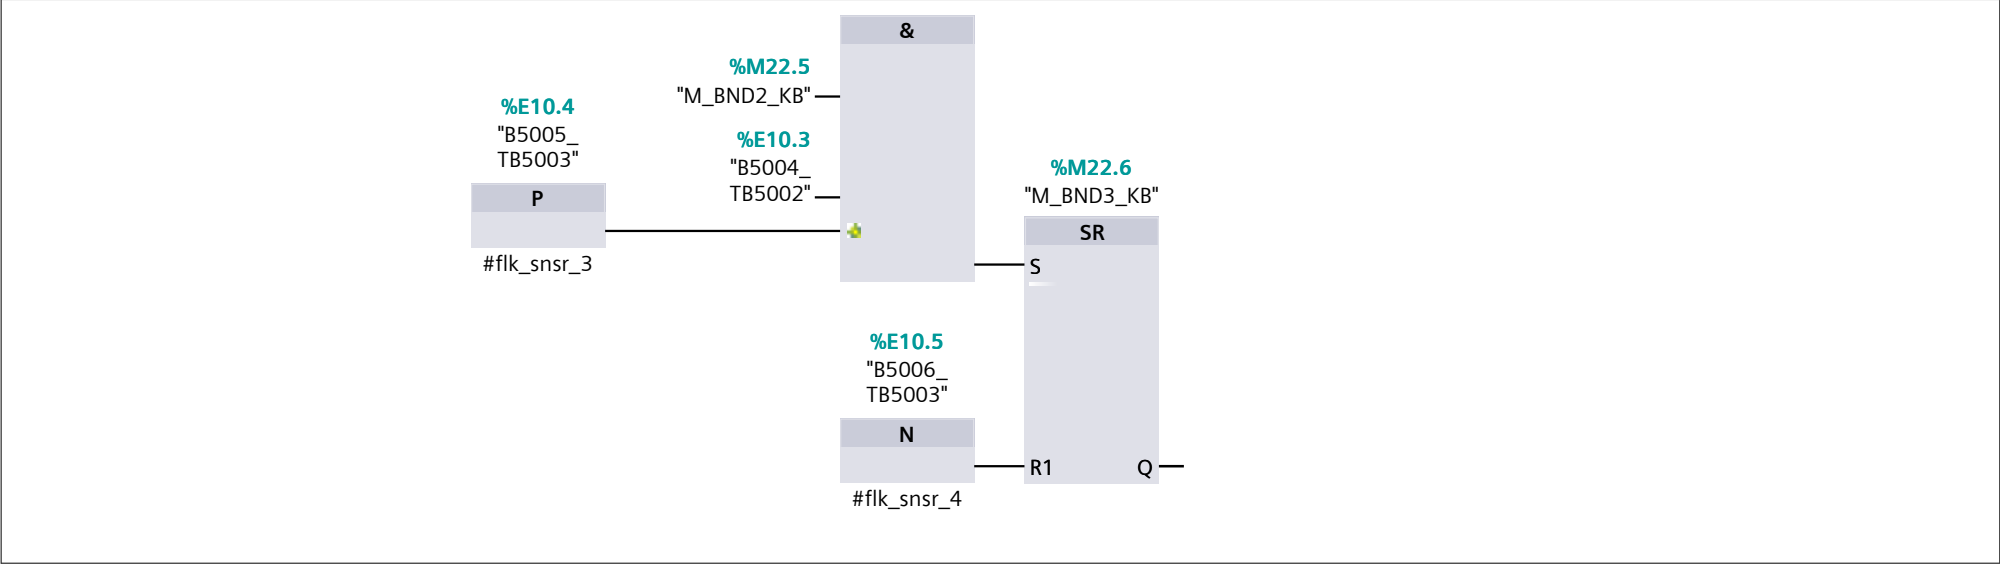 &
%M22.5
"M_BND2_KB"
%E10.4
"B5005_
TB5003"
%E10.3
"B5004_
TB5002"
P
#flk_snsr_3
%M22.6
"M_BND3_KB"
SR
S
%E10.5
"B5006_
TB5003"
N
R1
Q
#flk_snsr_4